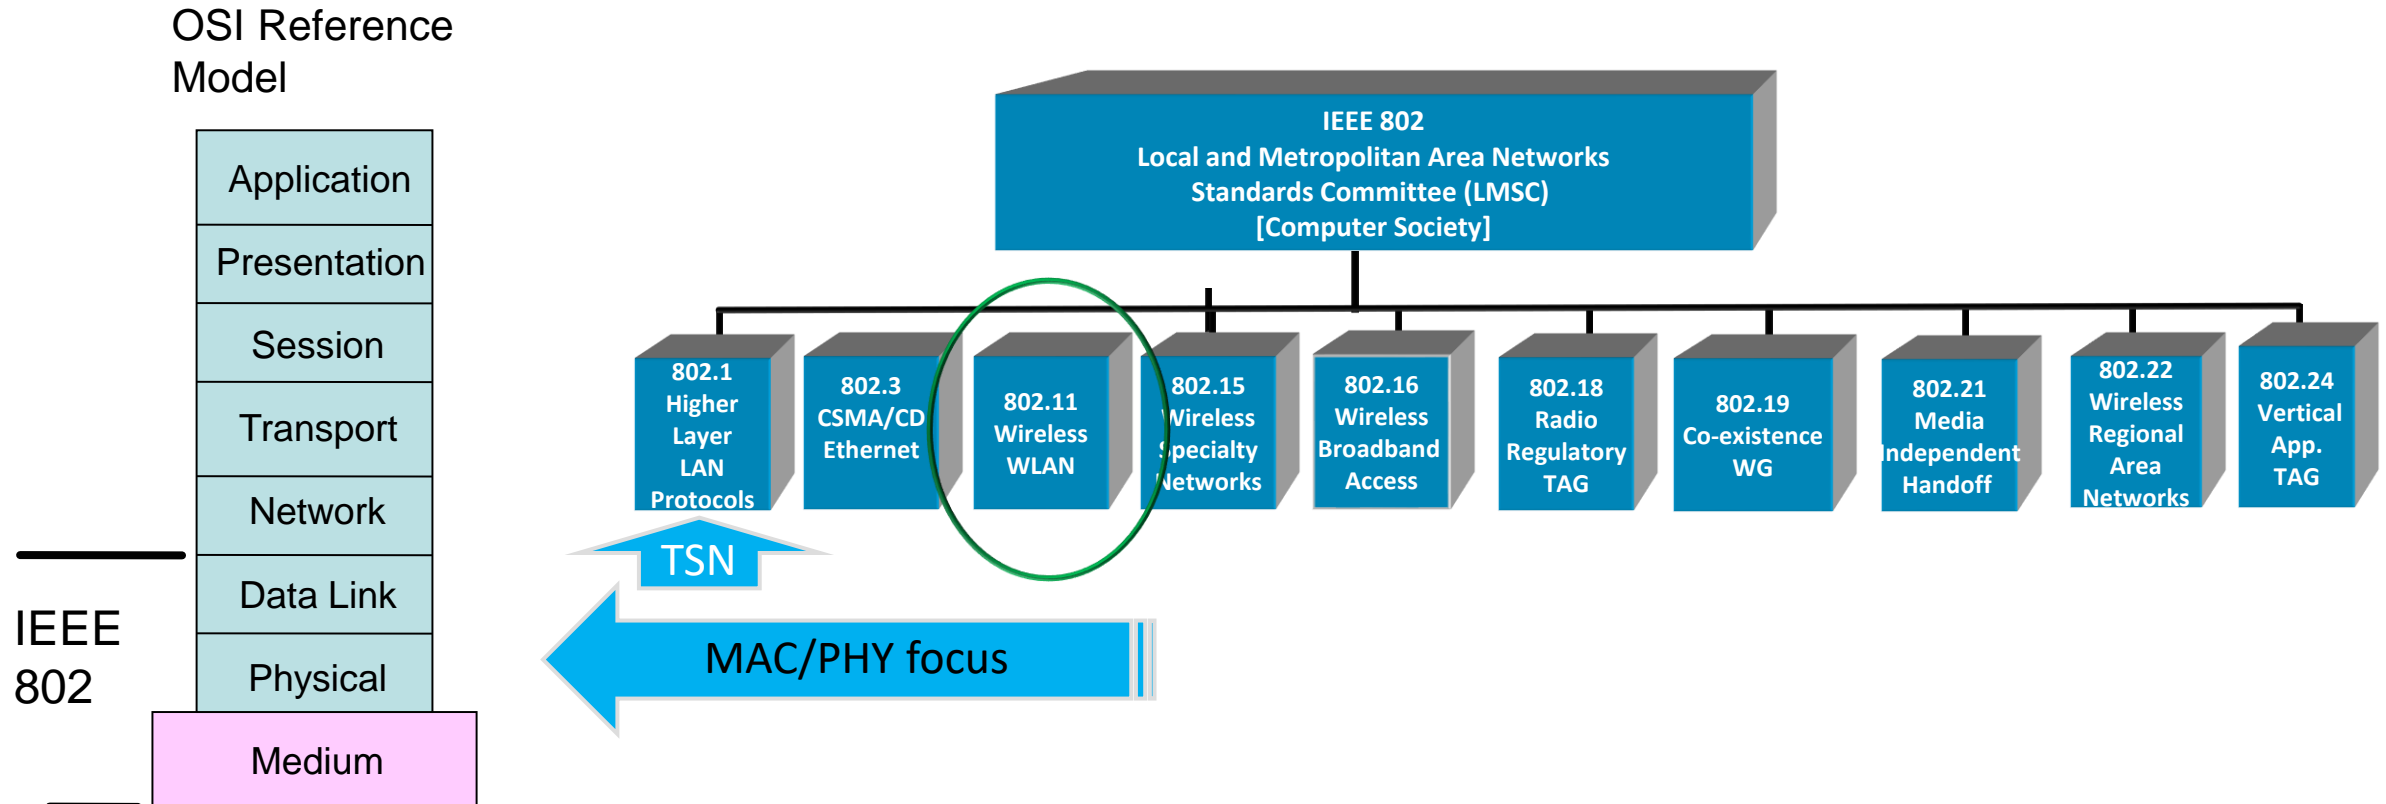 OSI Reference
Model
Application
Presentation
Session
Transport
Network
Data Link
Physical
Medium
IEEE
802
IEEE 802
Local and Metropolitan Area Networks
Standards Committee (LMSC)
[Computer Society]
802.1
Higher
Layer
LAN
Protocols
802.3
CSMA/CD
Ethernet
802.11
Wireless
WLAN
802.15
Wireless
Specialty
Networks
802.16
Wireless
Broadband
Access
802.18
Radio
Regulatory
TAG
802.19
Co-existence
WG
802.21
Media
Independent
Handoff
802.22
Wireless
Regional
Area
Networks
802.24
Vertical
App.
TAG
TSN
MAC/PHY focus